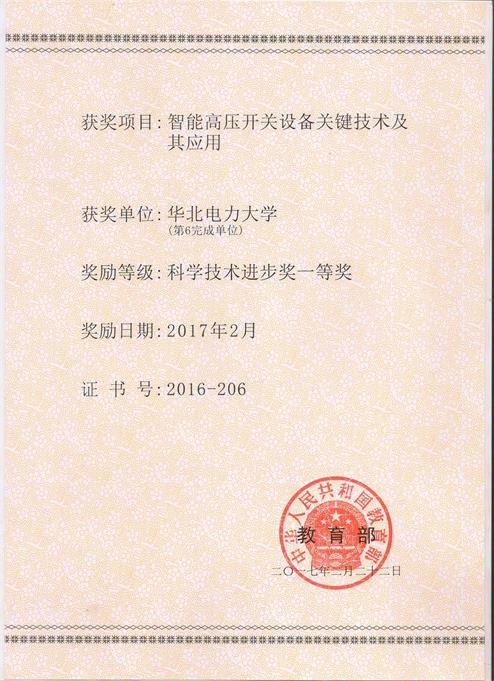 获奖项目: 智能高压开关设备关键技术及
其应用
获奖单位: 华北电力大学
(第6完成单位)
奖励等级: 科学技术进步奖一等奖
奖励日期: 2017年2月
证 书 号: 2016-206
中华人民共和国教育部
教 育 部
二〇一七年二月二十二日